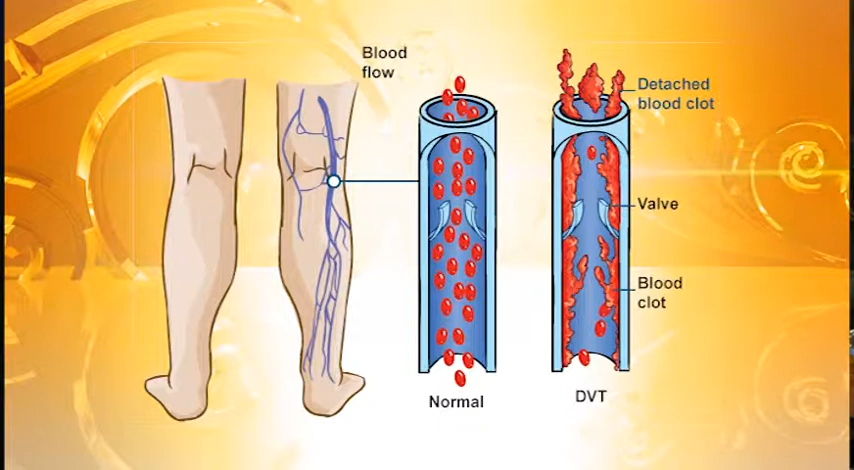 Blood
flow
Detached
blood clot
Valve
Blood
clot
Normal
DVT